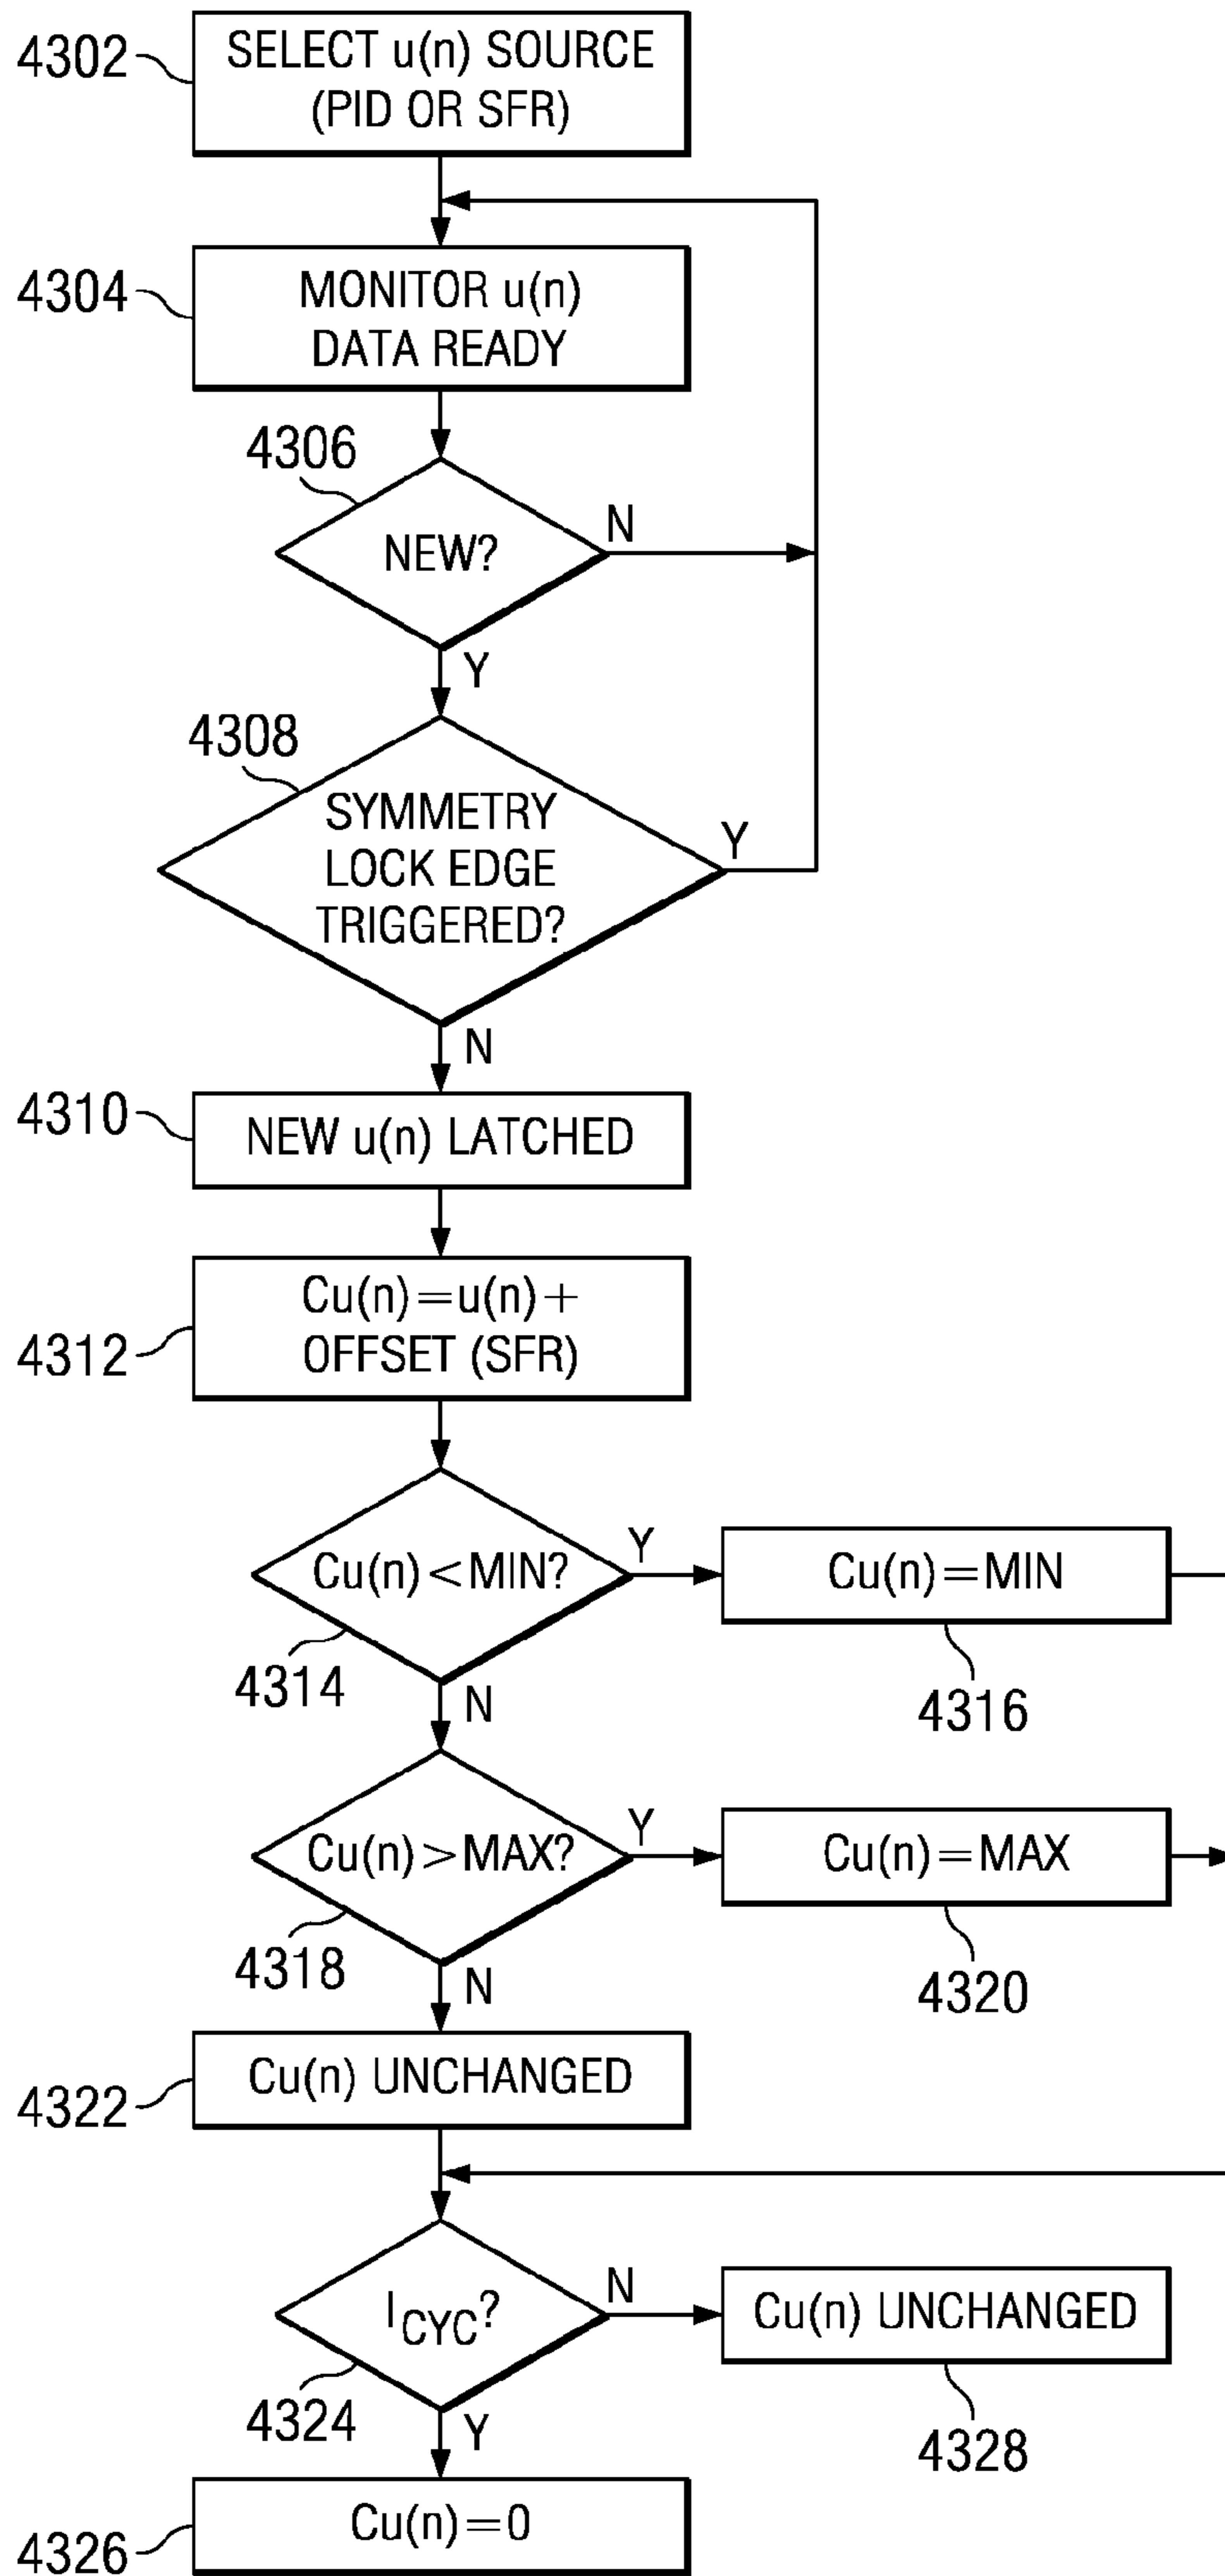 4302
SELECT u(n) SOURCE
(PID OR SFR)
4304
MONITOR u(n)
DATA READY
4306
NEW?
N
Y
4308
SYMMETRY
LOCK EDGE
TRIGGERED?
Y
N
4310
NEW u(n) LATCHED
4312
Cu(n)=u(n)+
OFFSET (SFR)
Cu(n)<MIN?
Y
Cu(n)=MIN
4314
N
4316
Cu(n)>MAX?
Y
Cu(n)=MAX
4318
N
4320
4322
Cu(n) UNCHANGED
ICYC?
N
Cu(n) UNCHANGED
4324
Y
4328
4326
Cu(n)=0